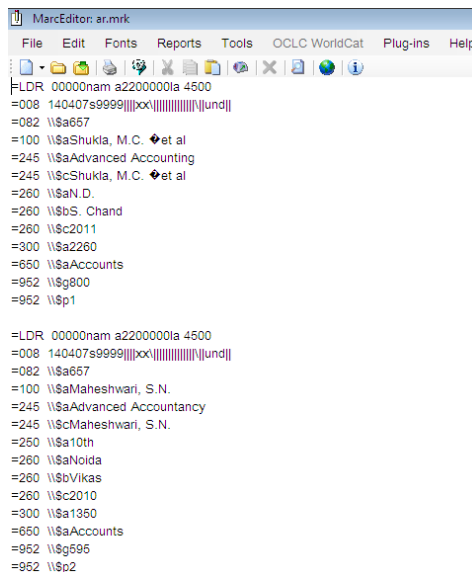 MarcEditor: ar.mrk
File Edit Fonts Reports Tools OCLC WorldCat Plug-ins Help
=LDR  00000nam a2200000Ia 4500
=008  140407s9999||||xx\||||||||||||||\||und||
=082  \\$a657
=100  \\$aShukla, M.C. �et al
=245  \\$aAdvanced Accounting
=245  \\$cShukla, M.C. �et al
=260  \\$aN.D.
=260  \\$bS. Chand
=260  \\$c2011
=300  \\$a2260
=650  \\$aAccounts
=952  \\$g800
=952  \\$p1
=LDR  00000nam a2200000Ia 4500
=008  140407s9999||||xx\||||||||||||||\||und||
=082  \\$a657
=100  \\$aMaheshwari, S.N.
=245  \\$aAdvanced Accountancy
=245  \\$cMaheshwari, S.N.
=250  \\$a10th
=260  \\$aNoida
=260  \\$bVikas
=260  \\$c2010
=300  \\$a1350
=650  \\$aAccounts
=952  \\$g595
=952  \\$p2